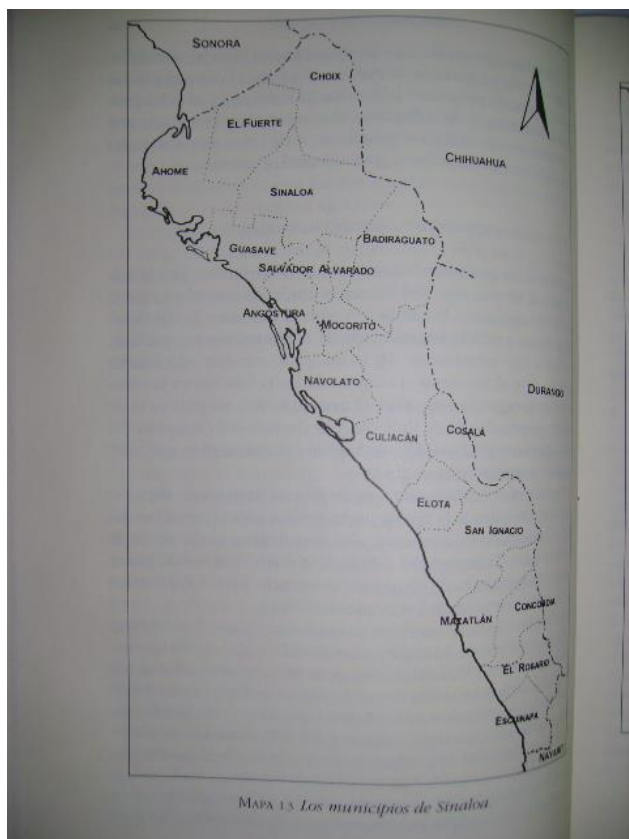 SONORA
CHOIX
EL FUERTE
CHIHUAHUA
AHOME
SINALOA
BADIRAGUATO
GUASAVE
SALVADOR ALVARADO
ANGOSTURA
MOCORITO
NAVOLATO
DURANGO
CULIACÁN
COSALÁ
ELOTA
SAN IGNACIO
CONCORDIA
MAZATLÁN
EL ROSARIO
ESCUINAPA
MAPA 1.3 Los municipios de Sinaloa